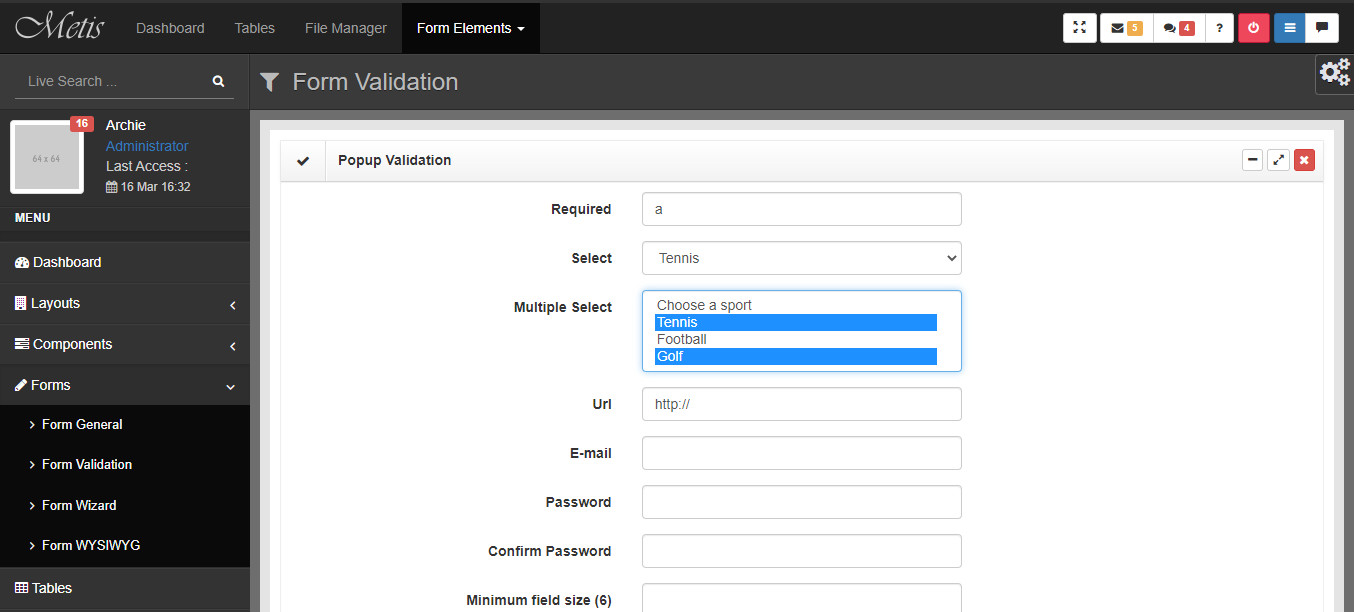 Metis
Dashboard
Tables
File Manager
Form Elements
5
4
?
Live Search ...
Form Validation
64 x 64
16
Archie
Administrator
Last Access :
16 Mar 16:32
MENU
Dashboard
Layouts
Components
Forms
Form General
Form Validation
Form Wizard
Form WYSIWYG
Tables
Popup Validation
Required
a
Select
Tennis
Multiple Select
Choose a sport
Tennis
Football
Golf
Url
http://
E-mail
Password
Confirm Password
Minimum field size (6)